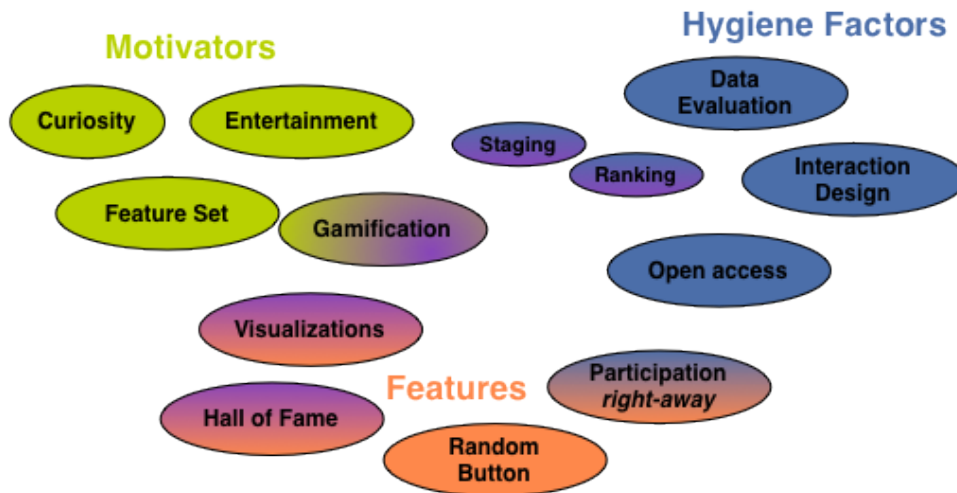 Hygiene Factors
Motivators
Data
Evaluation
Curiosity
Entertainment
Staging
Ranking
Interaction
Design
Feature Set
Gamification
Open access
Visualizations
Participation
right-away
Features
Hall of Fame
Random
Button